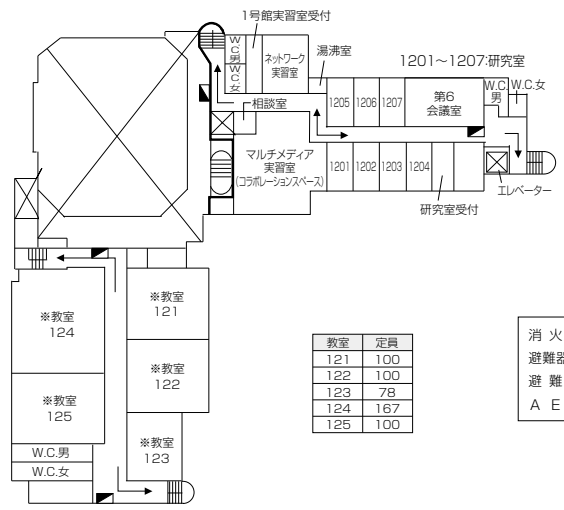 1号館実習室受付
W.C.男
W.C.女
ネットワーク
実習室
湯沸室
1201～1207:研究室
相談室
1205
1206
1207
第6
会議室
W.C.
男
W.C.女
マルチメディア
実習室
(コラボレーションスペース)
1201
1202
1203
1204
エレベーター
研究室受付
※教室
121
※教室
124
※教室
122
※教室
125
※教室
123
W.C.男
W.C.女
教室 定員
121 100
122 100
123 78
124 167
125 100
消 火
避難器
避 難
A E